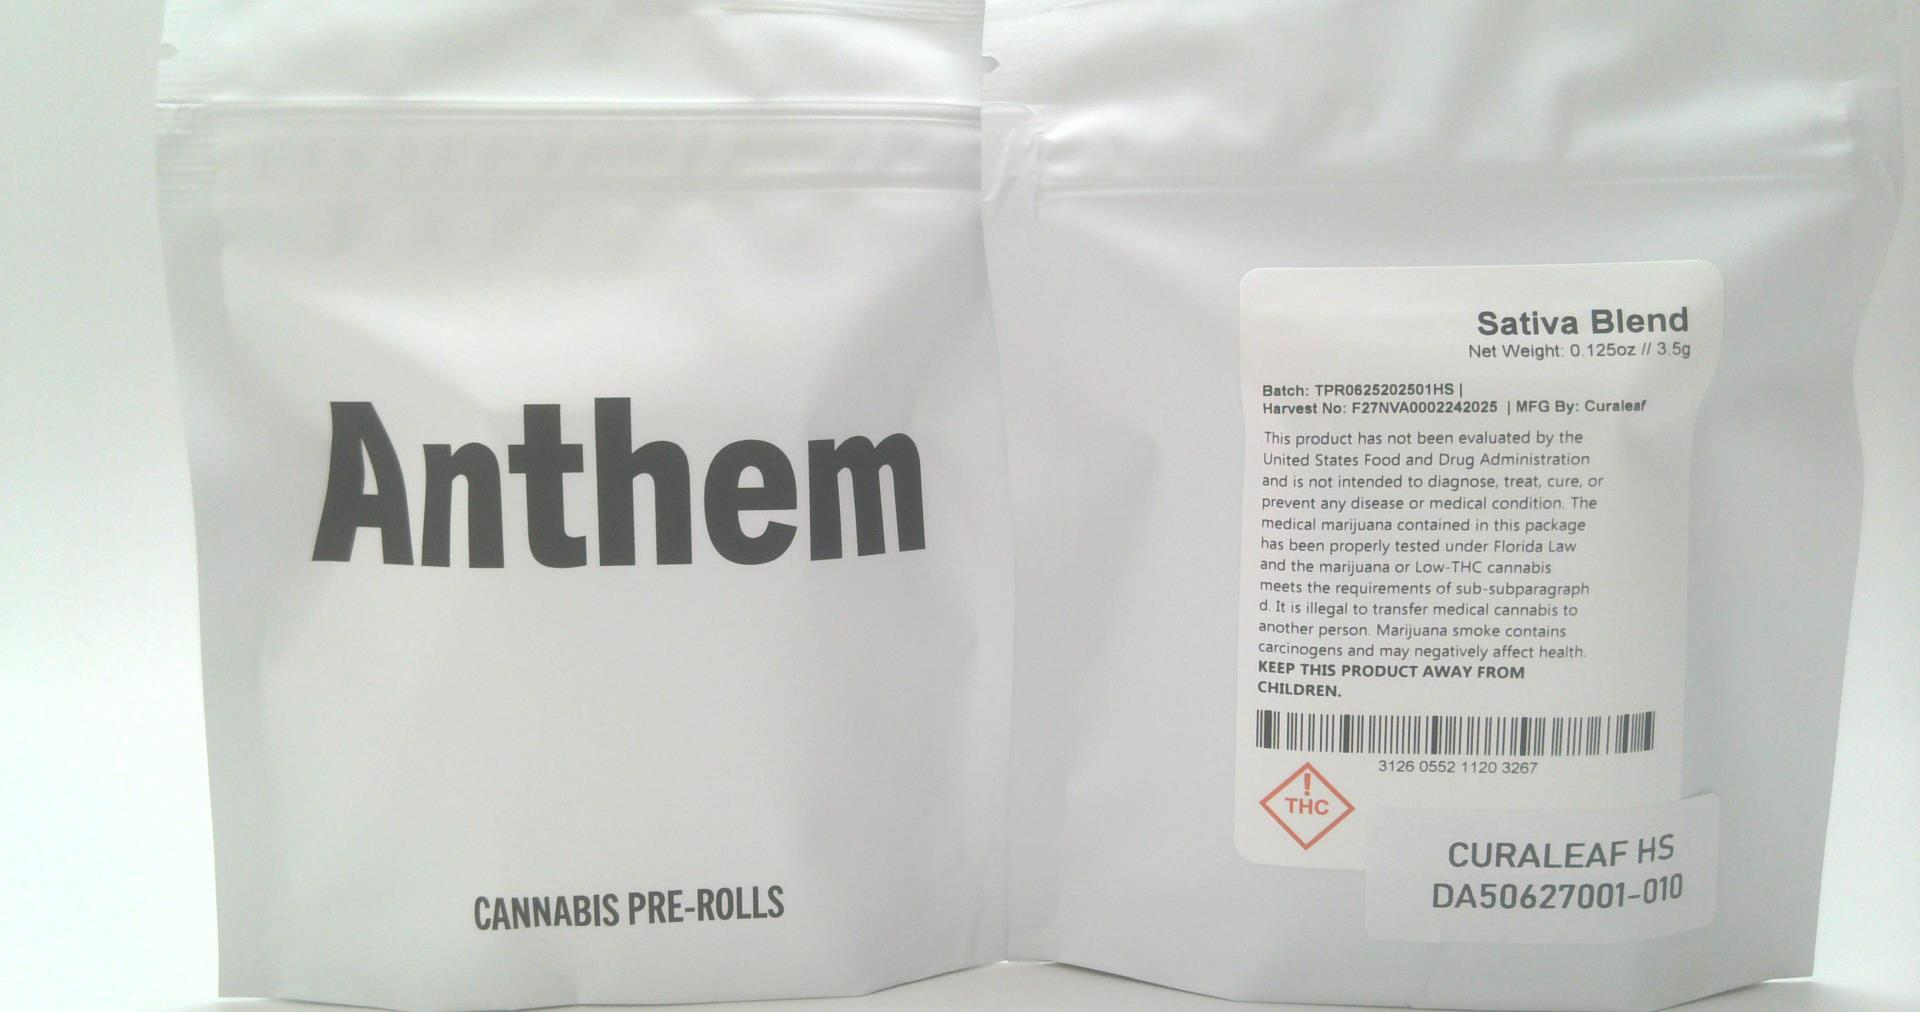 Anthem
CANNABIS PRE-ROLLS
Sativa Blend
Net Weight: 0.125oz // 3.5g
Batch: TPR0625202501HS |
Harvest No: F27NVA0002242025 | MFG By: Curaleaf
This product has not been evaluated by the
United States Food and Drug Administration
and is not intended to diagnose, treat, cure, or
prevent any disease or medical condition. The
medical marijuana contained in this package
has been properly tested under Florida Law
and the marijuana or Low-THC cannabis
meets the requirements of sub-subparagraph
d. It is illegal to transfer medical cannabis to
another person. Marijuana smoke contains
carcinogens and may negatively affect health.
KEEP THIS PRODUCT AWAY FROM
CHILDREN.
3126 0552 1120 3267
!
THC
CURALEAF HS
DA50627001-010